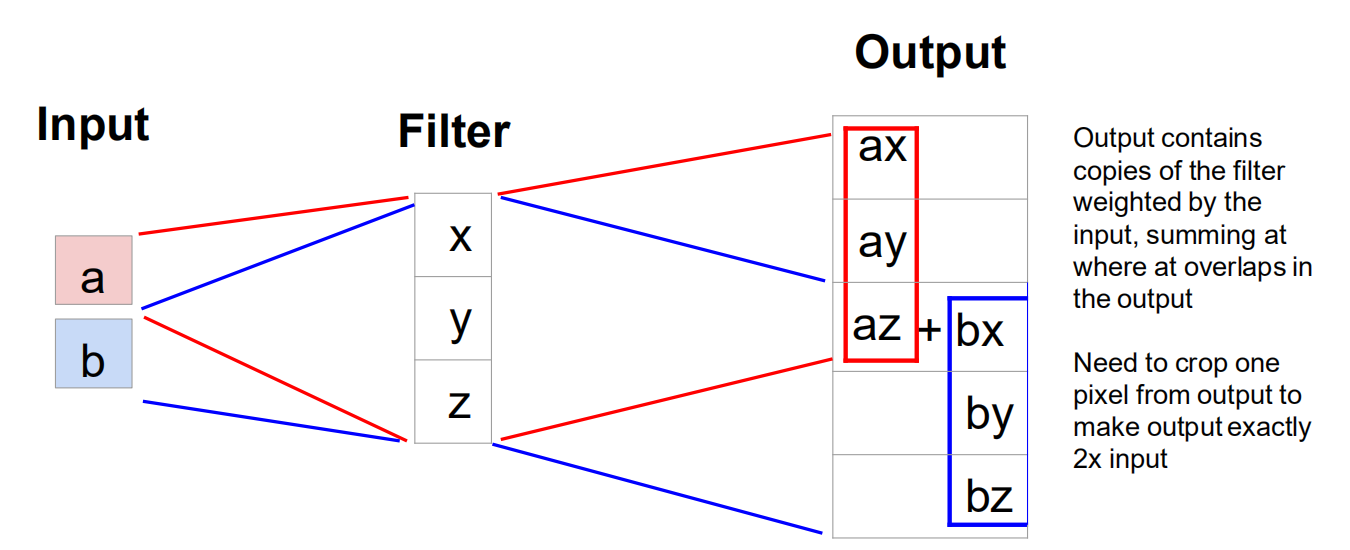 Output
Input
Filter
a
b
x
y
z
ax
ay
az + bx
by
bz
Output contains
copies of the filter
weighted by the
input, summing at
where at overlaps in
the output
Need to crop one
pixel from output to
make output exactly
2x input